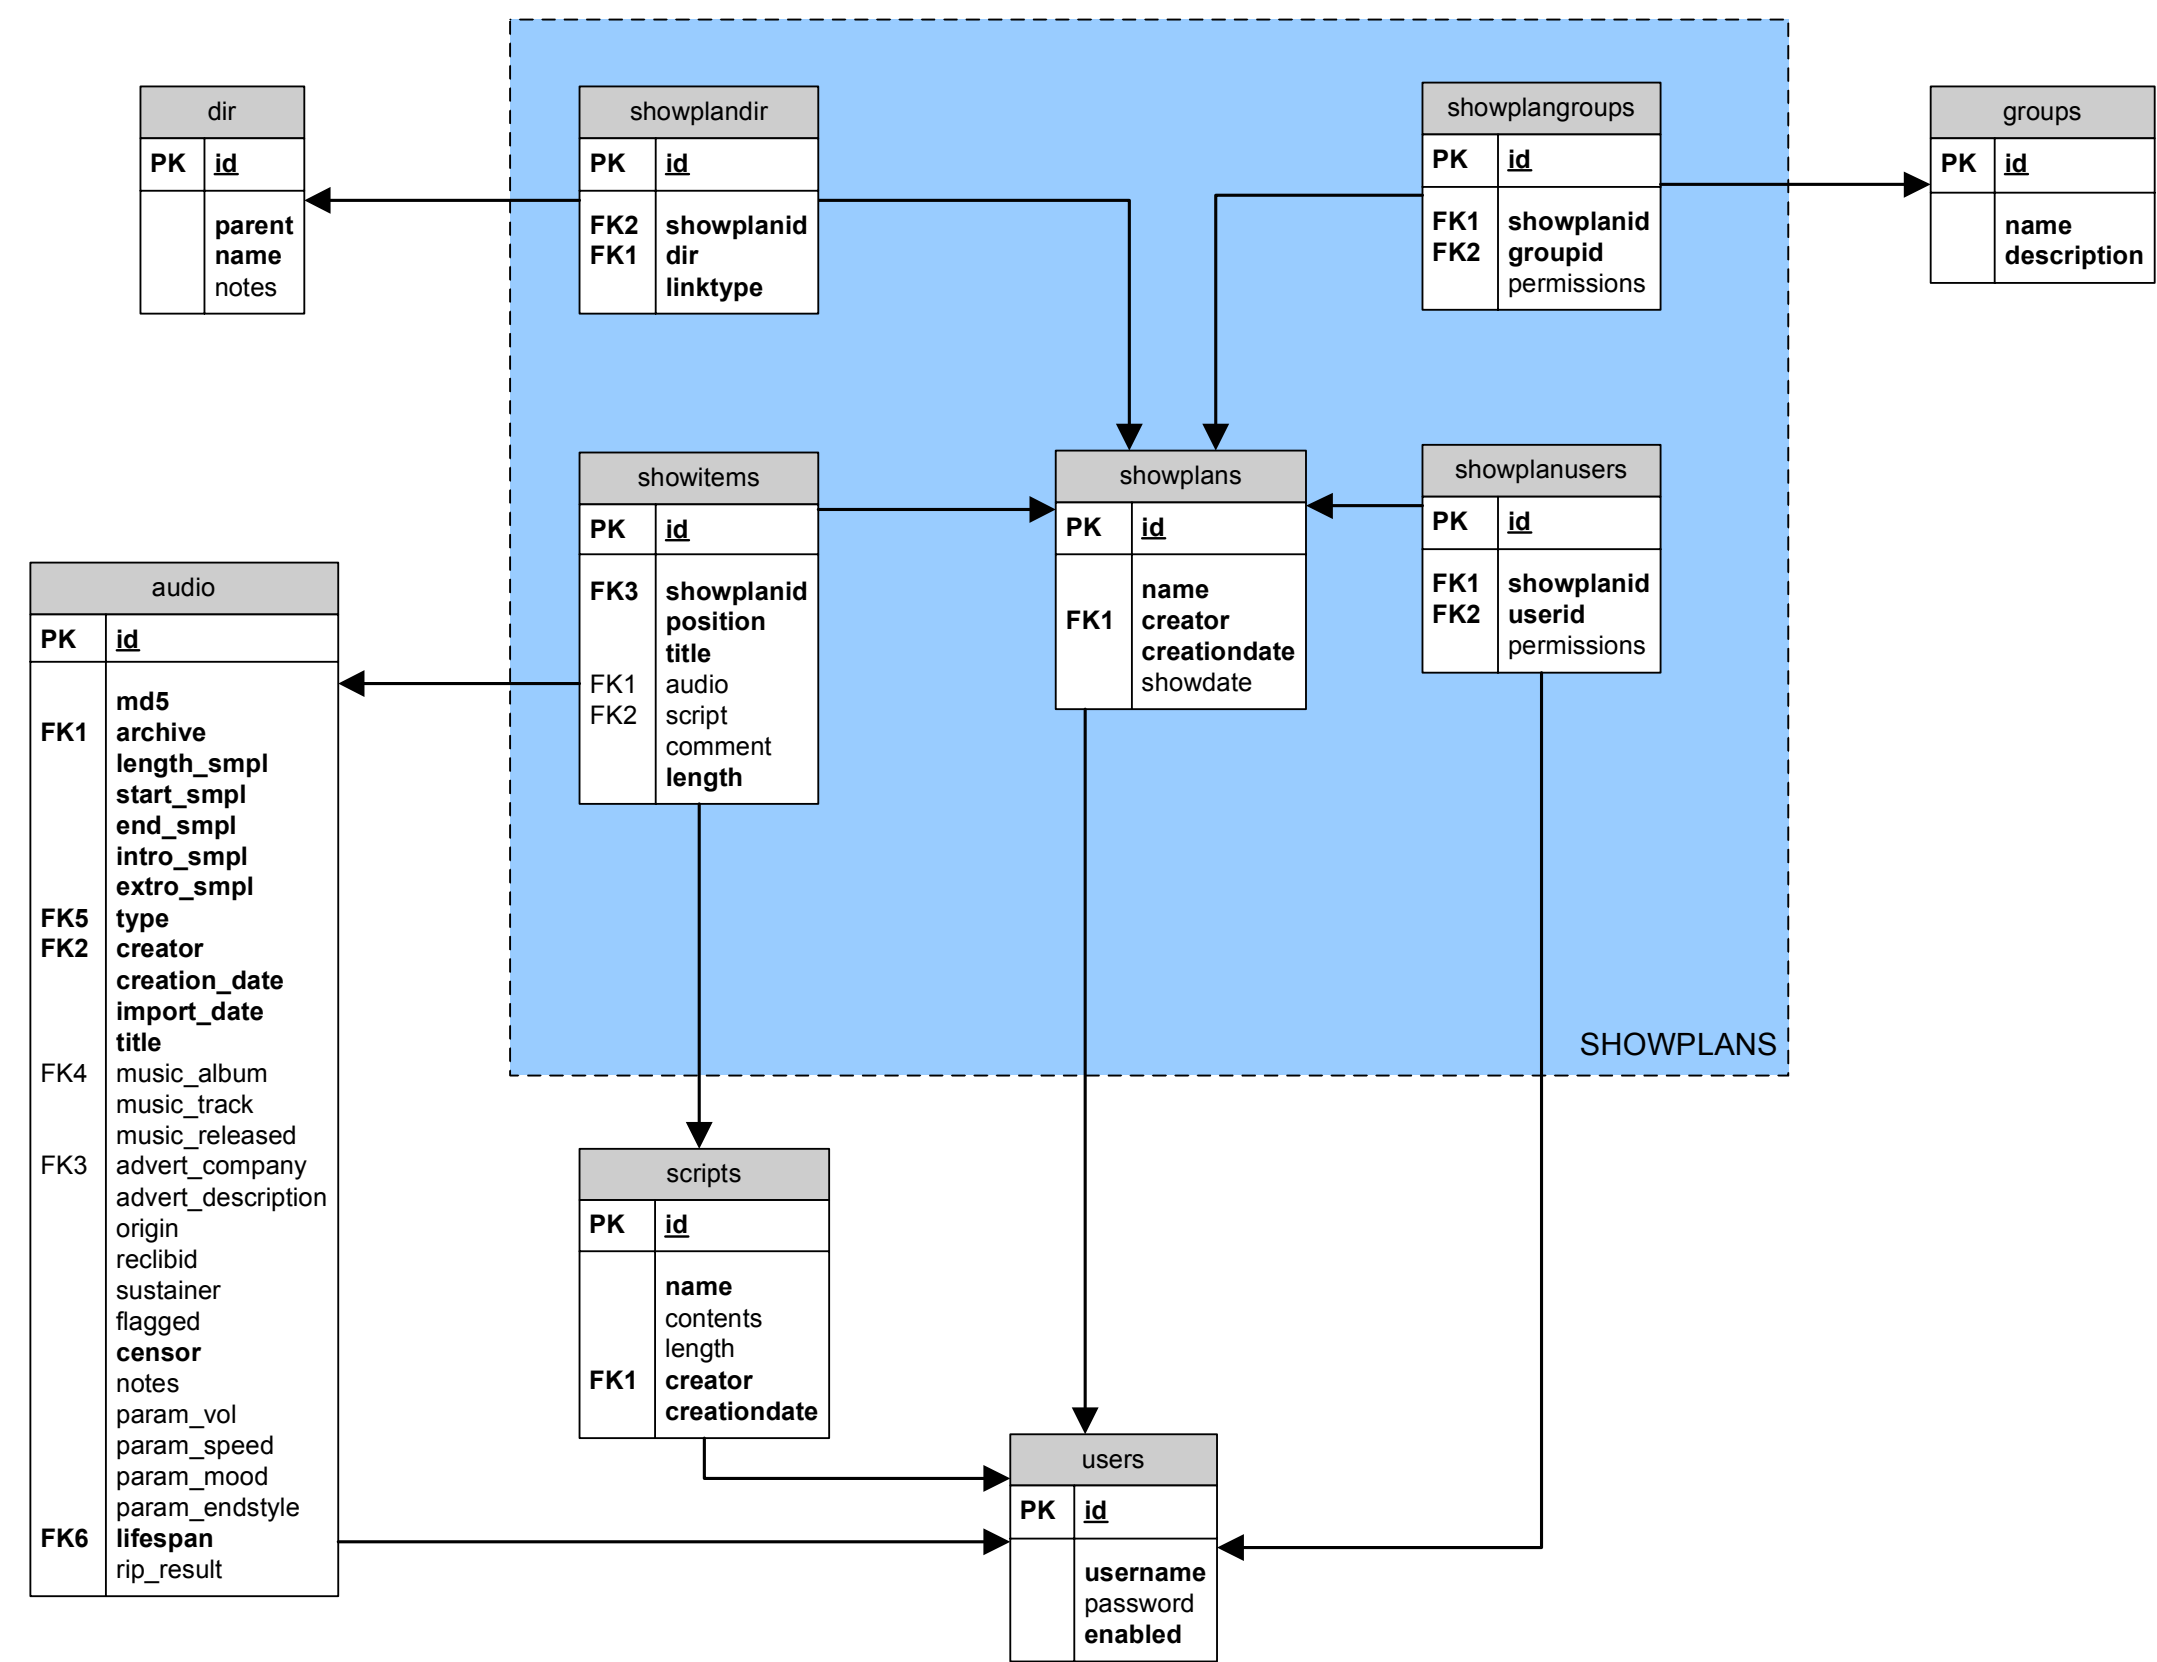 dir
PK id
parent
name
notes
showplandir
PK id
FK2 showplanid
FK1 dir
linktype
showplangroups
PK id
FK1 showplanid
FK2 groupid
permissions
groups
PK id
name
description
showitems
PK id
FK3 showplanid
position
title
FK1 audio
FK2 script
comment
length
showplans
PK id
name
FK1 creator
creationdate
showdate
showplanusers
PK id
FK1 showplanid
FK2 userid
permissions
audio
PK id
md5
FK1 archive
length_smpl
start_smpl
end_smpl
intro_smpl
extro_smpl
FK5 type
FK2 creator
creation_date
import_date
title
FK4 music_album
music_track
music_released
FK3 advert_company
advert_description
origin
reclibid
sustainer
flagged
censor
notes
param_vol
param_speed
param_mood
param_endstyle
FK6 lifespan
rip_result
SHOWPLANS
scripts
PK id
name
contents
length
FK1 creator
creationdate
users
PK id
username
password
enabled